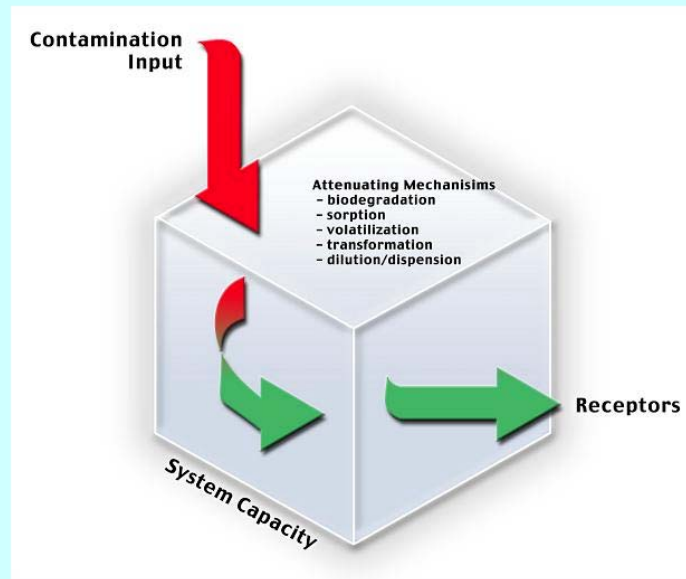 Contamination
Input
Attenuating Mechanisims
- biodegradation
- sorption
- volatilization
- transformation
- dilution/dispension
Receptors
System Capacity